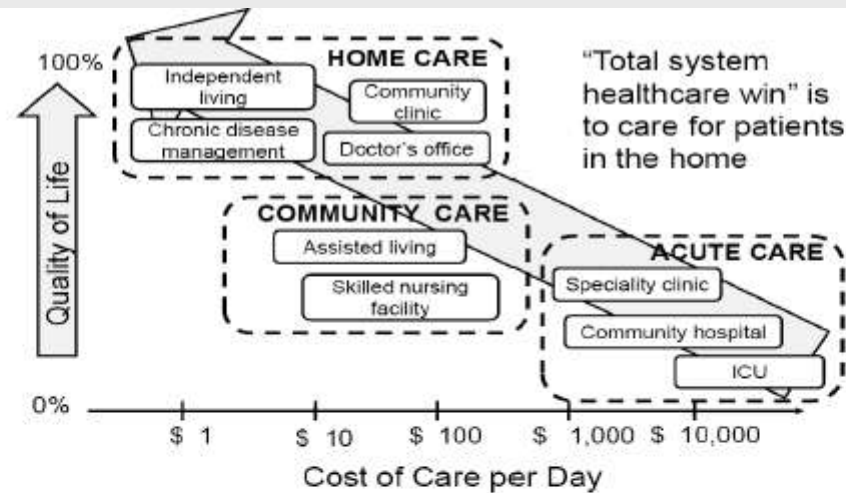 100%
HOME CARE
Independent
living
Community
clinic
Chronic disease
management
Doctor's office
"Total system
healthcare win" is
to care for patients
in the home
Quality of Life
COMMUNITY CARE
Assisted living
Skilled nursing
facility
ACUTE CARE
Speciality clinic
Community hospital
ICU
0%
$ 1
$ 10
$ 100
$ 1,000
$ 10,000
Cost of Care per Day